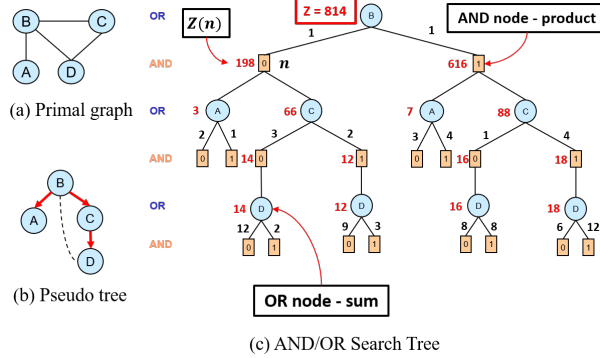 B
C
A
D
(a) Primal graph
B
A
C
D
(b) Pseudo tree
OR
Z(n)
Z = 814
B
AND node - product
1
1
AND
198
0
n
616
1
OR
3
A
66
C
7
A
88
C
2
1
3
2
3
4
1
4
AND
0
1
14
0
12
1
0
1
16
0
18
1
OR
14
D
12
D
16
D
18
D
12
2
9
3
8
8
6
12
AND
0
1
0
1
0
1
0
1
OR node - sum
(c) AND/OR Search Tree